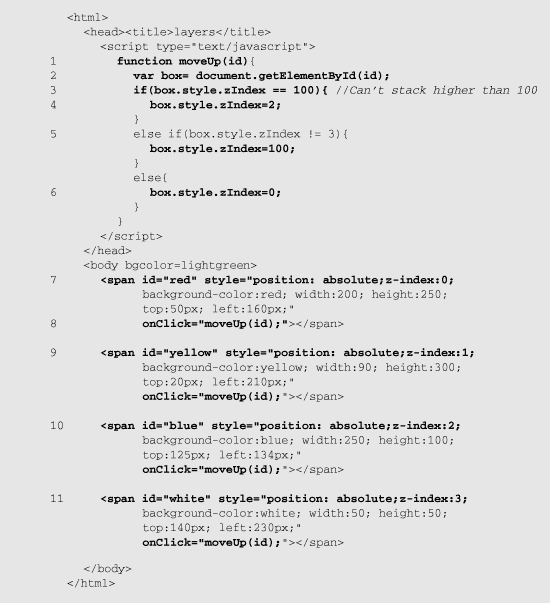 <html>
<head><title>layers</title>
<script type="text/javascript">
1 function moveUp(id){
2 var box= document.getElementById(id);
3 if(box.style.zIndex == 100){ //Can't stack higher than 100
4 box.style.zIndex=2;
}
5 else if(box.style.zIndex != 3){
box.style.zIndex=100;
}
else{
6 box.style.zIndex=0;
}
}
</script>
</head>
<body bgcolor=lightgreen>
7 <span id="red" style="position: absolute;z-index:0;
background-color:red; width:200; height:250;
top:50px; left:160px;"
8 onClick="moveUp(id);"></span>
9 <span id="yellow" style="position: absolute;z-index:1;
background-color:yellow; width:90; height:300;
top:20px; left:210px;"
onClick="moveUp(id);"></span>
10 <span id="blue" style="position: absolute;z-index:2;
background-color:blue; width:250; height:100;
top:125px; left:134px;"
onClick="moveUp(id);"></span>
11 <span id="white" style="position: absolute;z-index:3;
background-color:white; width:50; height:50;
top:140px; left:230px;"
onClick="moveUp(id);"></span>
</body>
</html>